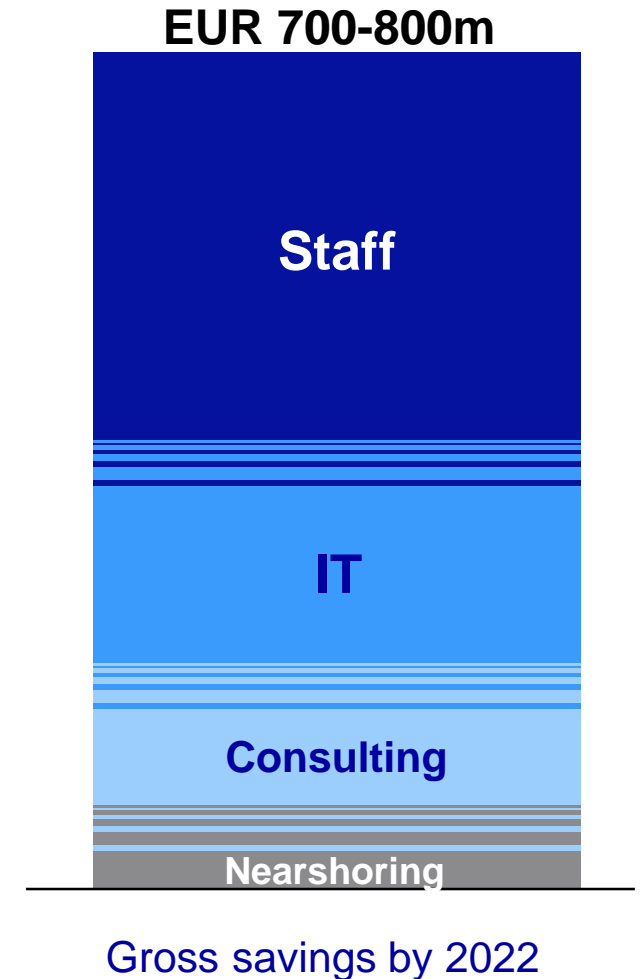 EUR 700-800m
Staff
IT
Consulting
Nearshoring
Gross savings by 2022